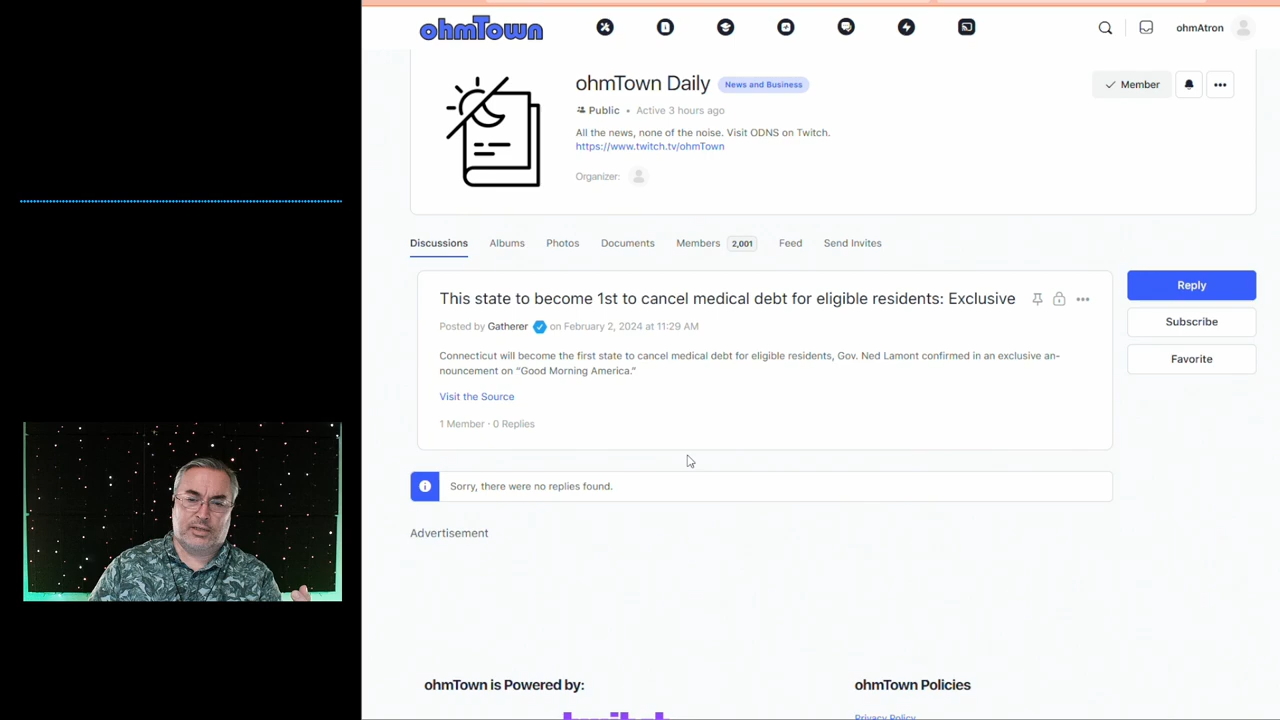 ohmTown
ohmAtron
ohmTown Daily News and Business
Member
Public • Active 3 hours ago
All the news, none of the noise. Visit ODNS on Twitch.
https://www.twitch.tv/ohmTown
Organizer:
Discussions Albums Photos Documents Members 2,001 Feed Send Invites
This state to become 1st to cancel medical debt for eligible residents: Exclusive
Posted by Gatherer on February 2, 2024 at 11:29 AM
Connecticut will become the first state to cancel medical debt for eligible residents, Gov. Ned Lamont confirmed in an exclusive an-
nouncement on “Good Morning America.”
Visit the Source
1 Member · 0 Replies
Reply
Subscribe
Favorite
Sorry, there were no replies found.
Advertisement
ohmTown is Powered by:
twitch
ohmTown Policies
Privacy Policy